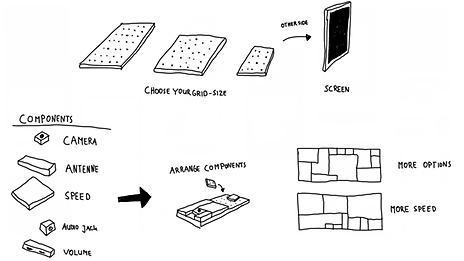 OTHER SIDE
CHOOSE YOUR GRID-SIZE
SCREEN
COMPONENTS
CAMERA
ANTENNE
SPEED
AUDIO JACK
VOLUME
ARRANGE COMPONENTS
MORE OPTIONS
MORE SPEED